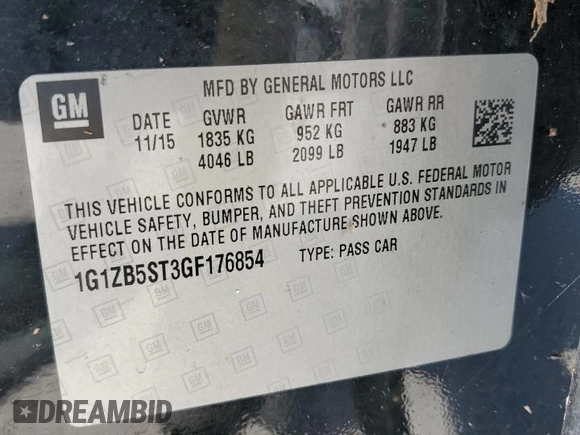 MFD BY GENERAL MOTORS LLC
GM
DATE GVWR GAWR FRT GAWR RR
11/15 1835 KG 952 KG 883 KG
4046 LB 2099 LB 1947 LB
THIS VEHICLE CONFORMS TO ALL APPLICABLE U.S. FEDERAL MOTOR
VEHICLE SAFETY, BUMPER, AND THEFT PREVENTION STANDARDS IN
EFFECT ON THE DATE OF MANUFACTURE SHOWN ABOVE.
1G1ZB5ST3GF176854 TYPE: PASS CAR
DREAMBID